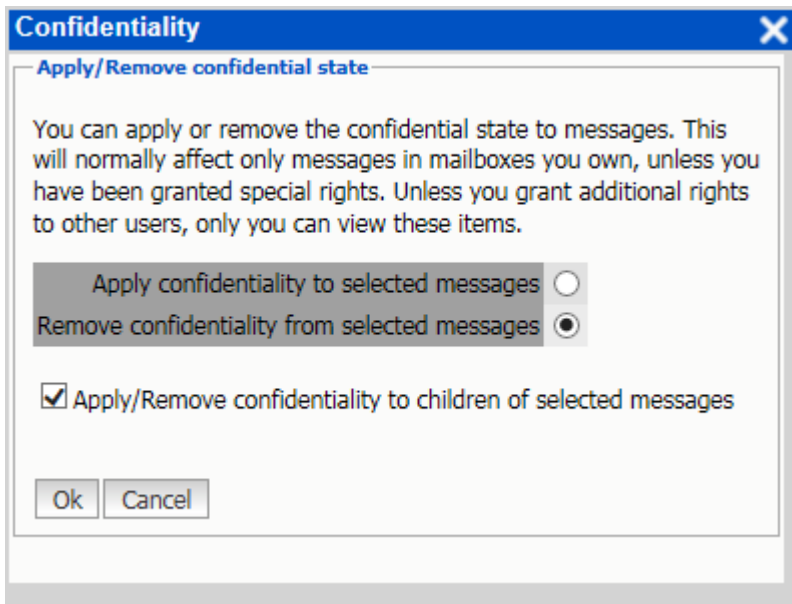 Confidentiality
Apply/Remove confidential state
You can apply or remove the confidential state to messages. This
will normally affect only messages in mailboxes you own, unless you
have been granted special rights. Unless you grant additional rights
to other users, only you can view these items.
Apply confidentiality to selected messages
Remove confidentiality from selected messages
Apply/Remove confidentiality to children of selected messages
Ok Cancel